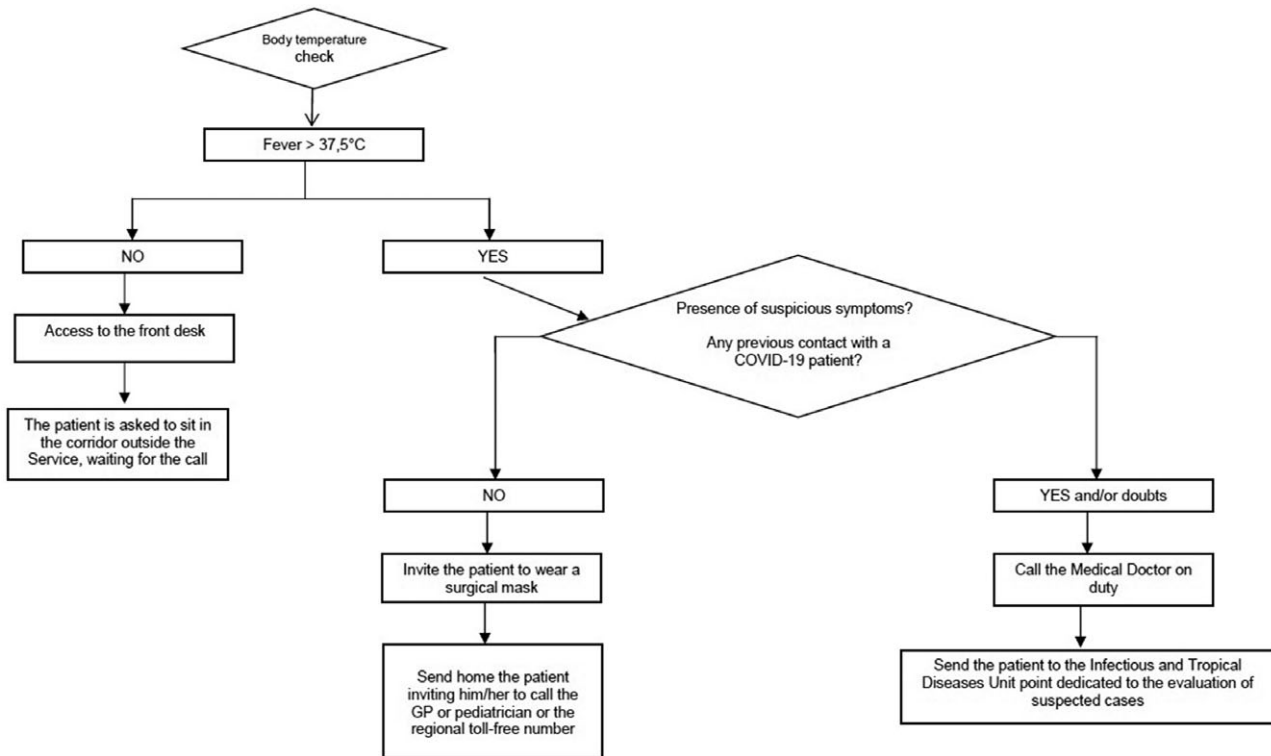 Body temperature
check
Fever > 37,5°C
NO
YES
Access to the front desk
The patient is asked to sit in
the corridor outside the
Service, waiting for the call
Presence of suspicious symptoms?
Any previous contact with a
COVID-19 patient?
NO
YES and/or doubts
Invite the patient to wear a
surgical mask
Call the Medical Doctor on
duty
Send home the patient
inviting him/her to call the
GP or pediatrician or the
regional toll-free number
Send the patient to the Infectious and Tropical
Diseases Unit point dedicated to the evaluation of
suspected cases